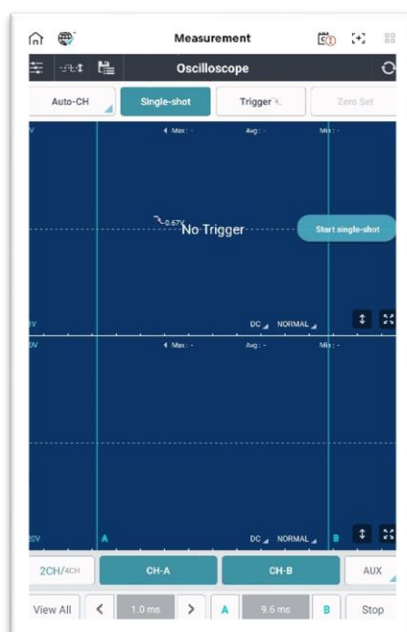 Measurement
Oscilloscope
Auto-CH
Single-shot
Trigger
Zero Set
Max : - Avg : - Min : -
0.67V
No Trigger
Start single-shot
DC NORMAL
Max : - Avg : - Min : -
A
DC NORMAL
B
2CH/4CH
CH-A
CH-B
AUX
View All
1.0 ms
A
9.6 ms
B
Stop